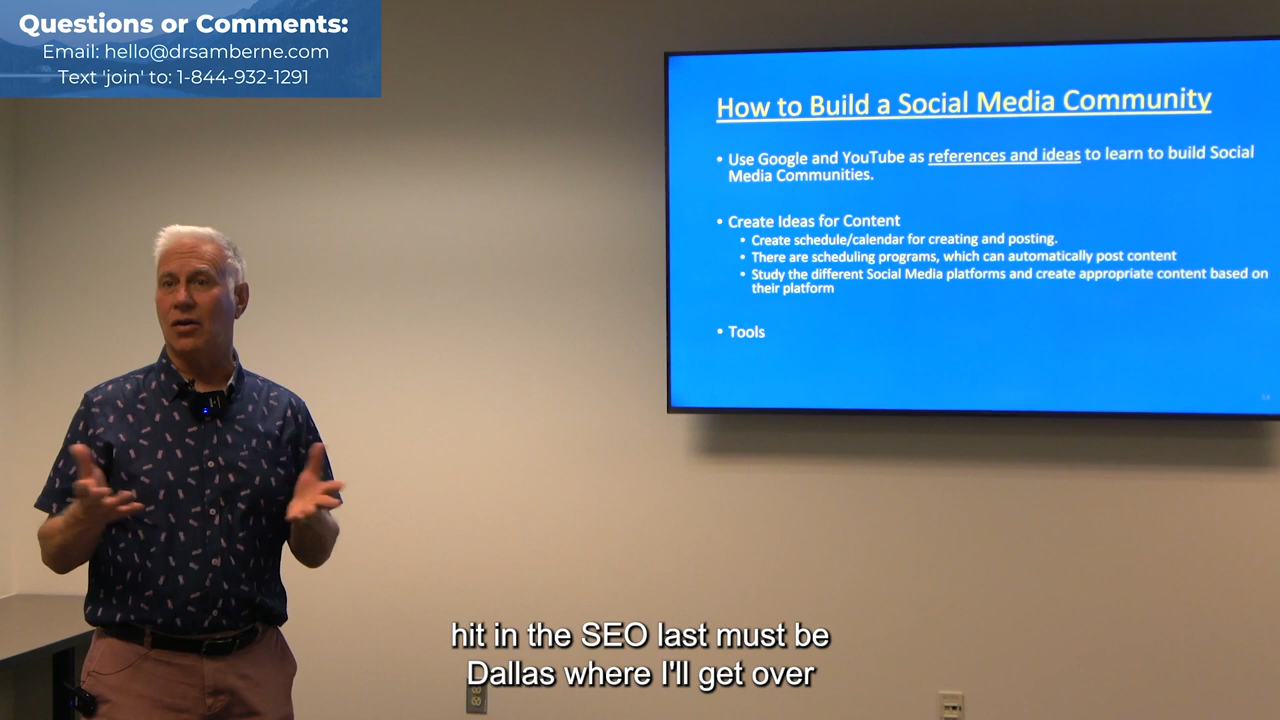 Questions or Comments:
Email: hello@drsamberne.com
Text 'join' to: 1-844-932-1291
How to Build a Social Media Community
• Use Google and YouTube as references and ideas to learn to build Social
Media Communities.
• Create Ideas for Content
• Create schedule/calendar for creating and posting.
• There are scheduling programs, which can automatically post content
• Study the different Social Media platforms and create appropriate content based on
their platform
• Tools
hit in the SEO last must be
Dallas where I'll get over